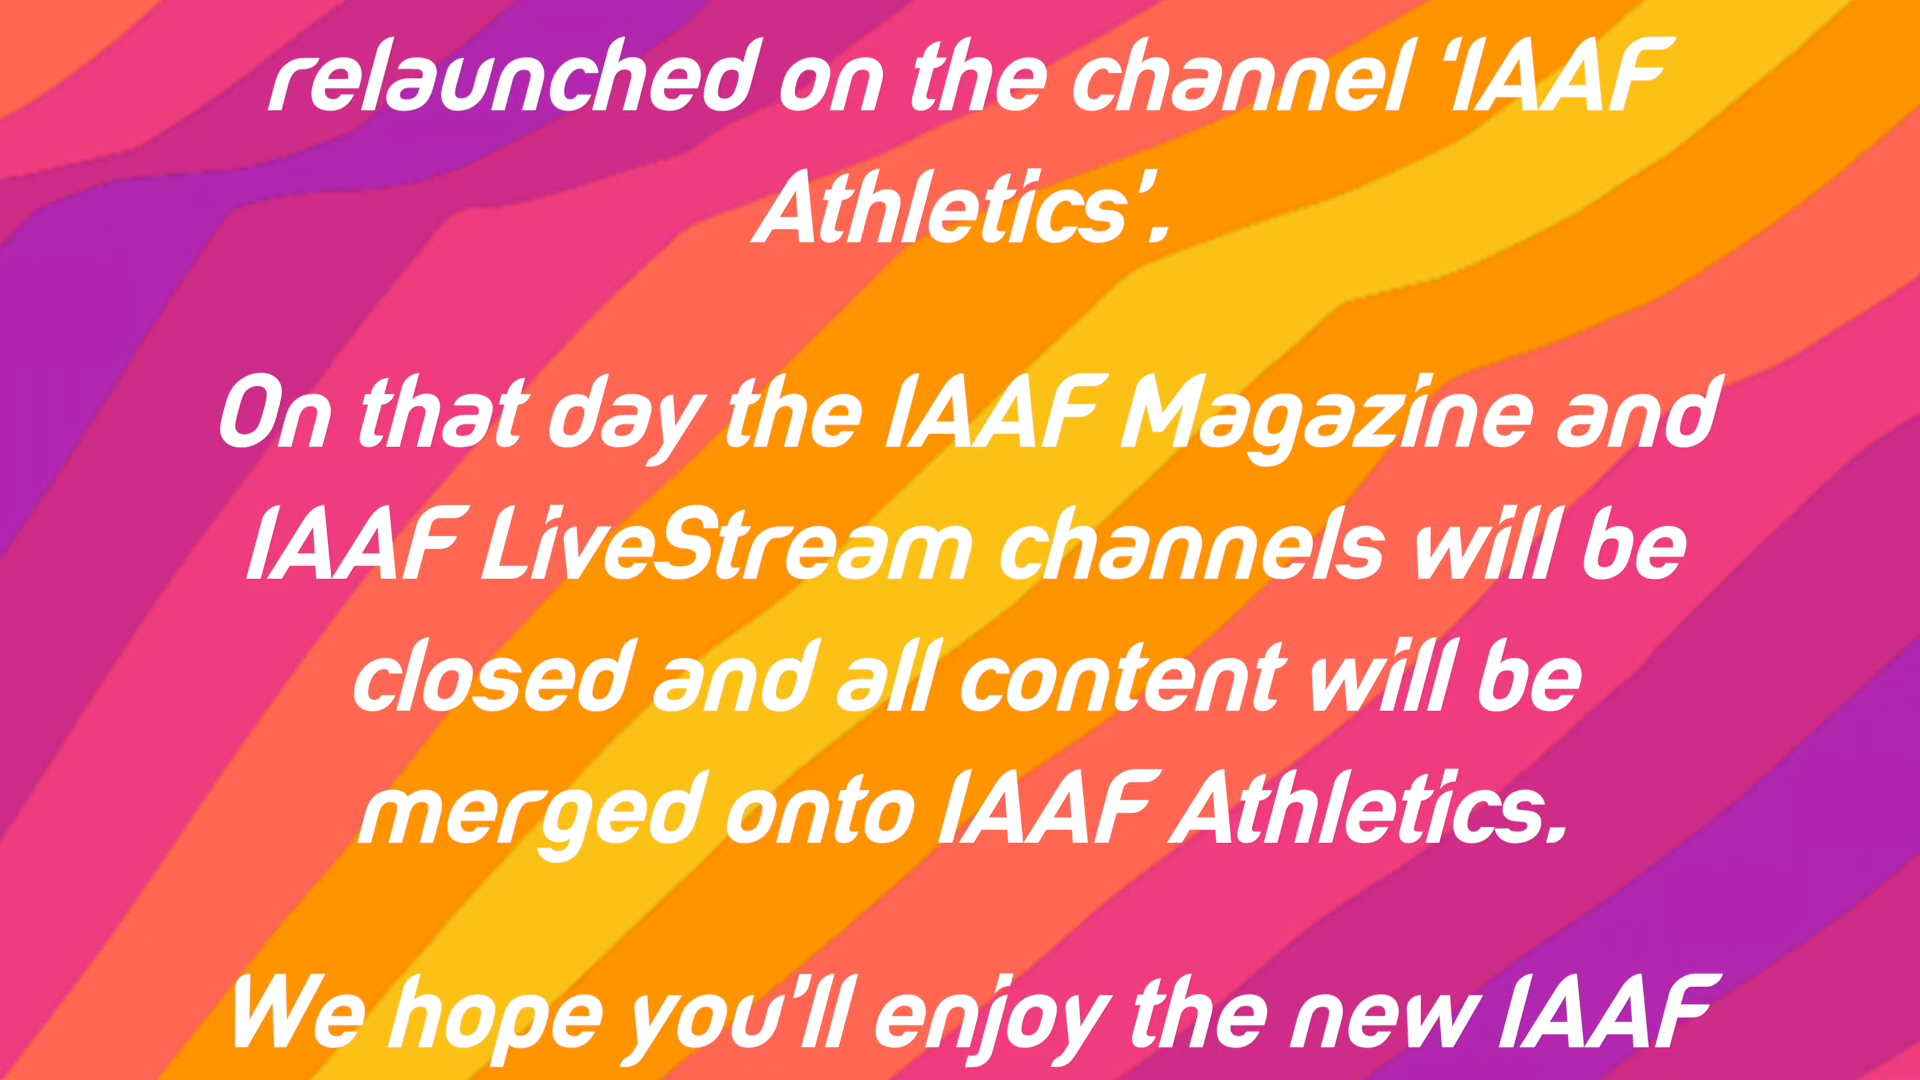 relaunched on the channel 'IAAF
Athletics'.
On that day the IAAF Magazine and
IAAF LiveStream channels will be
closed and all content will be
merged onto IAAF Athletics.
We hope you'll enjoy the new IAAF